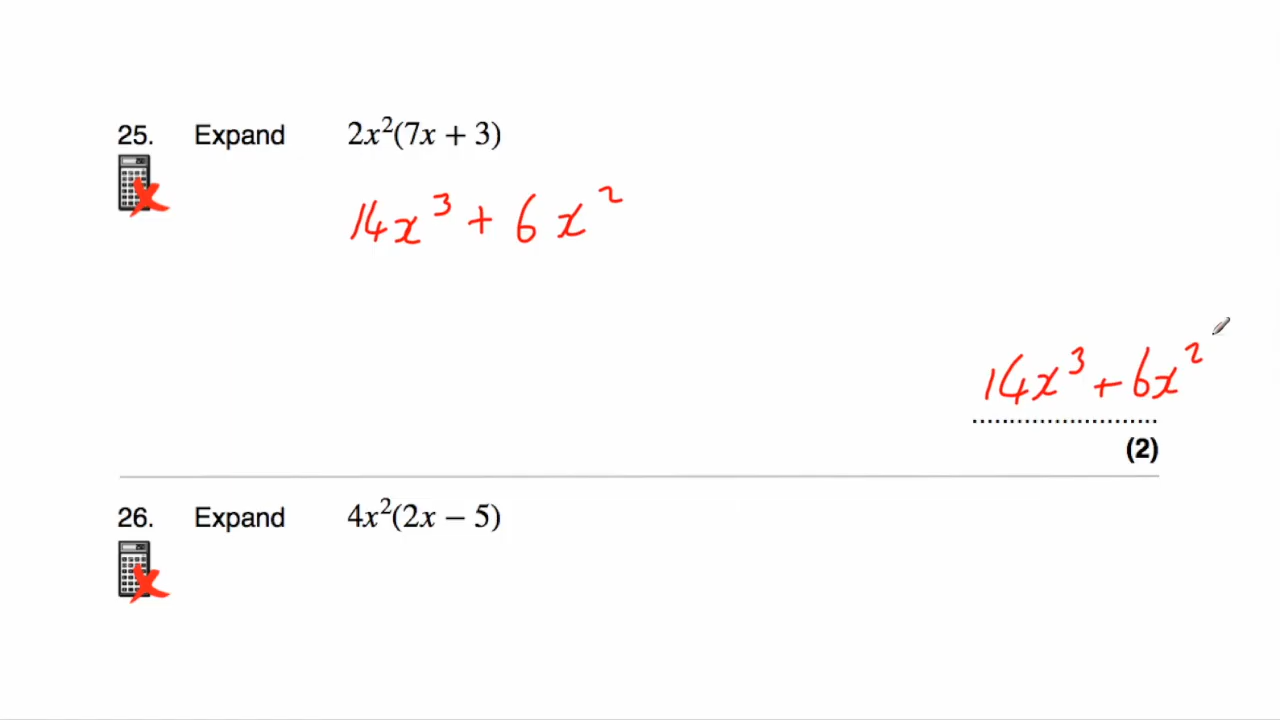 25. Expand 2x²(7x + 3)
14x³ + 6x²
14x³ + 6x²
........................
(2)
26. Expand 4x²(2x − 5)